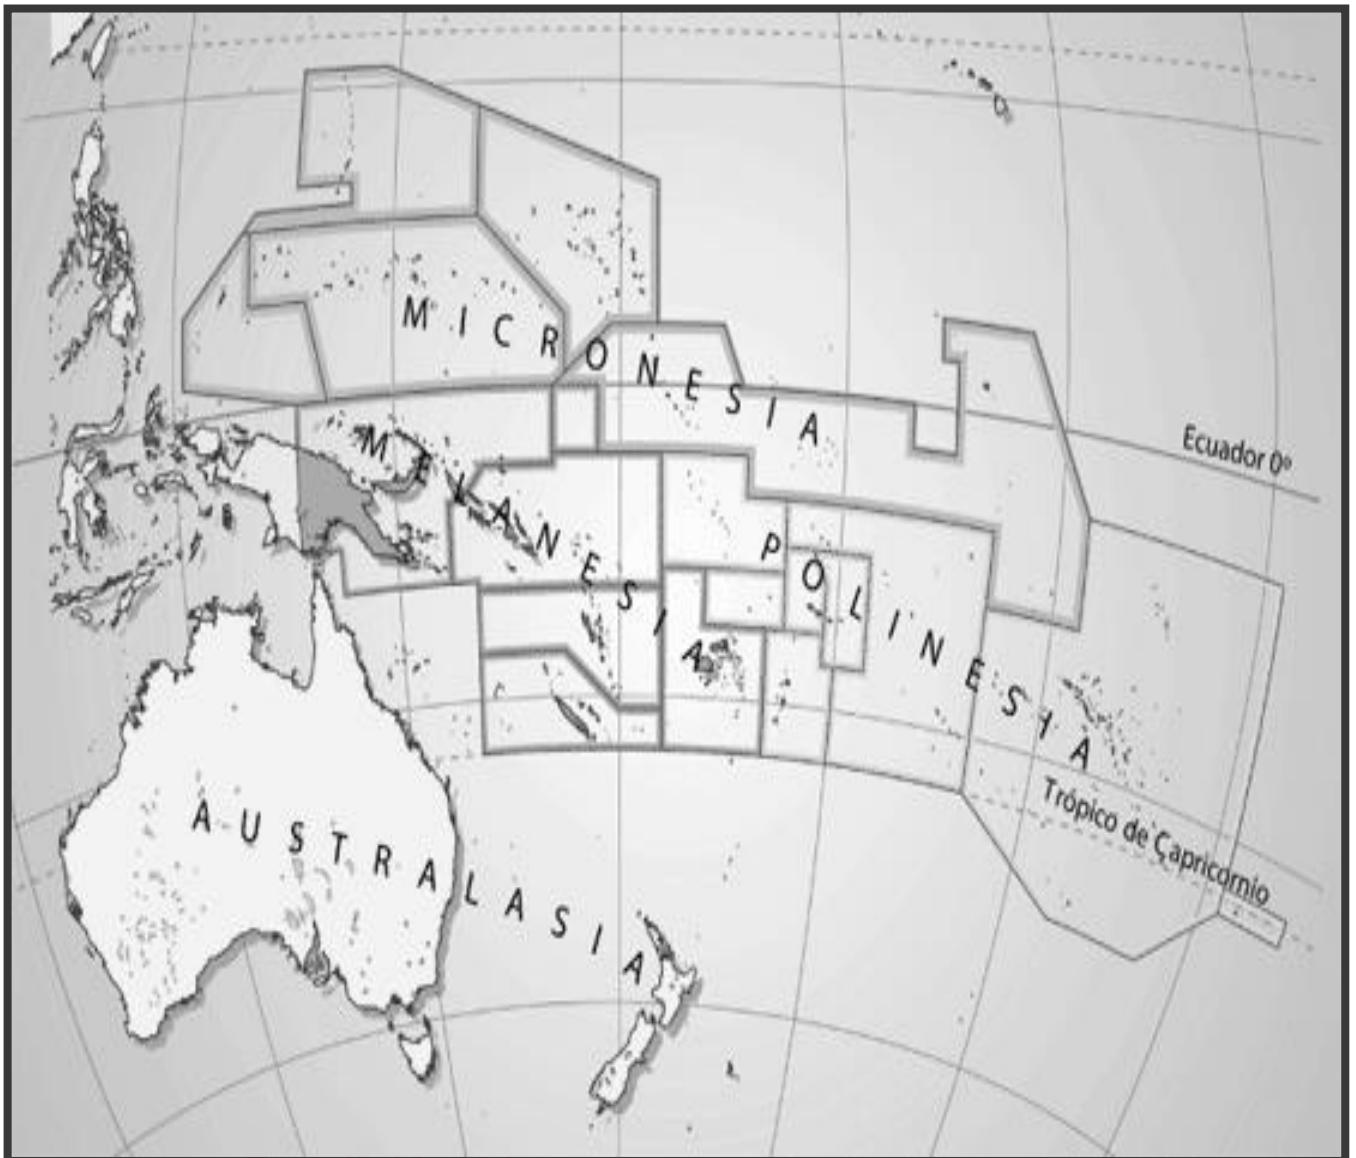 MICRONESIA
Ecuador 0º
MELANESIA
POLINESIA
Trópico de Capricornio
AUSTRALASIA